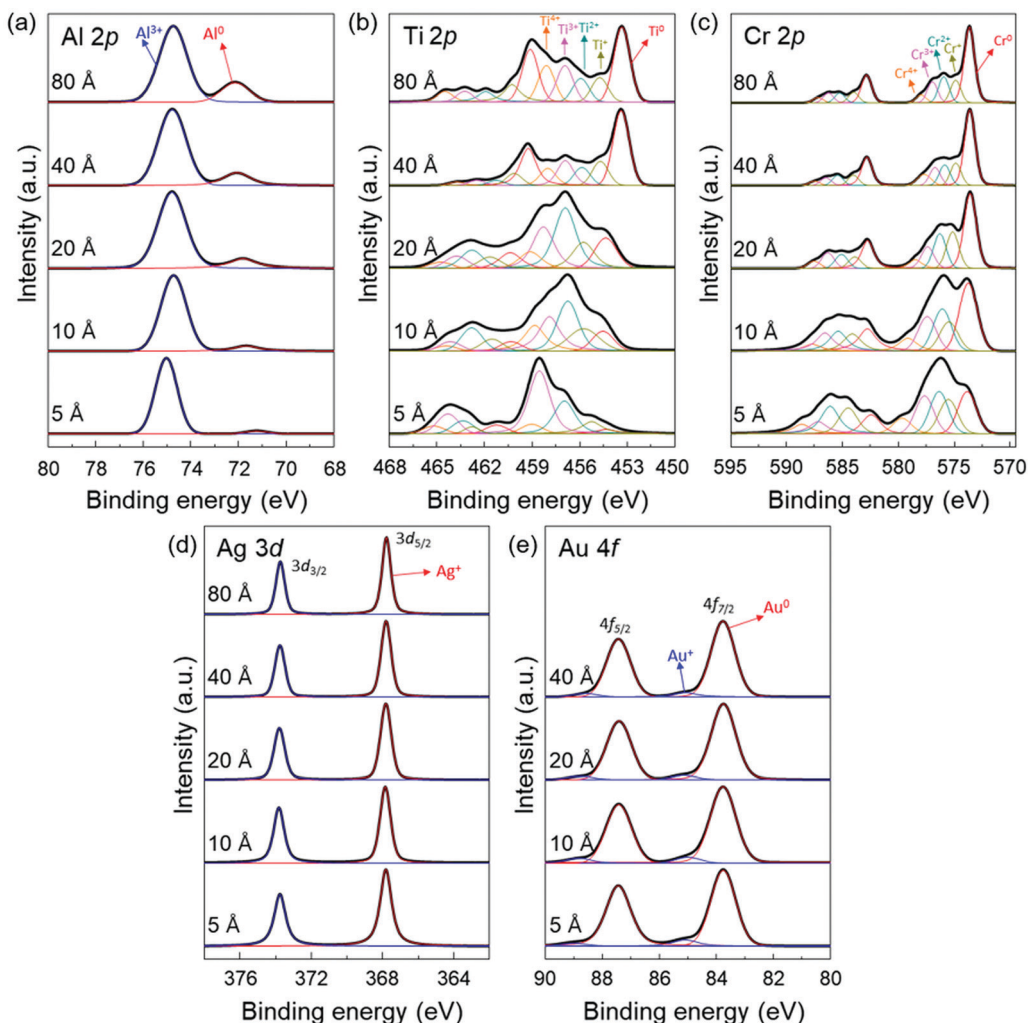 (a)
Al 2p
Al³⁺
Al⁰
80 Å
40 Å
20 Å
10 Å
5 Å
Intensity (a.u.)
80 78 76 74 72 70 68
Binding energy (eV)
(b)
Ti 2p
Ti⁴⁺
Ti³⁺
Ti²⁺
Ti⁺
Ti⁰
80 Å
40 Å
20 Å
10 Å
5 Å
Intensity (a.u.)
468 465 462 459 456 453 450
Binding energy (eV)
(c)
Cr 2p
Cr⁴⁺
Cr³⁺
Cr²⁺
Cr⁺
Cr⁰
80 Å
40 Å
20 Å
10 Å
5 Å
Intensity (a.u.)
595 590 585 580 575 570
Binding energy (eV)
(d)
Ag 3d
3d₃/₂
3d₅/₂
Ag⁺
80 Å
40 Å
20 Å
10 Å
5 Å
Intensity (a.u.)
376 372 368 364
Binding energy (eV)
(e)
Au 4f
4f₅/₂
4f₇/₂
Au⁺
Au⁰
40 Å
20 Å
10 Å
5 Å
Intensity (a.u.)
90 88 86 84 82 80
Binding energy (eV)